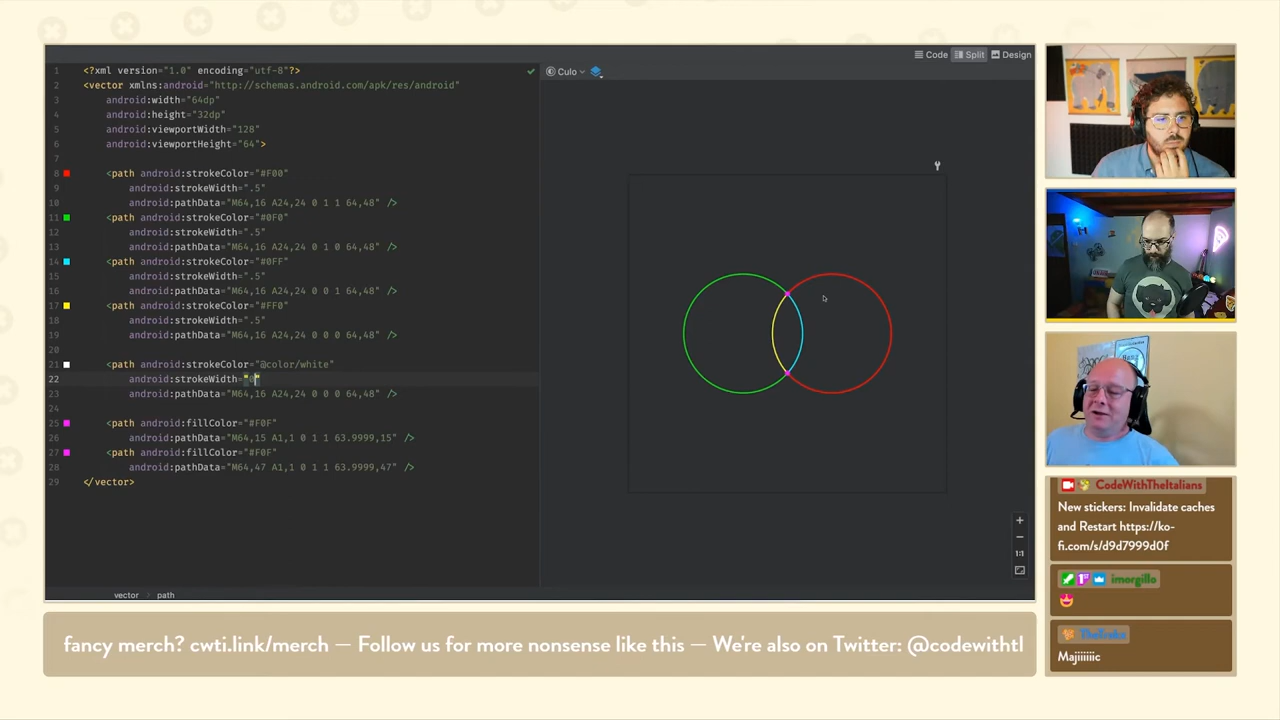 Code Split Design
1 <?xml version="1.0" encoding="utf-8"?>
2 <vector xmlns:android="http://schemas.android.com/apk/res/android"
3 android:width="64dp"
4 android:height="32dp"
5 android:viewportWidth="128"
6 android:viewportHeight="64">
7
8 <path android:strokeColor="#F00"
9 android:strokeWidth=".5"
10 android:pathData="M64,16 A24,24 0 1 1 64,48" />
11 <path android:strokeColor="#0F0"
12 android:strokeWidth=".5"
13 android:pathData="M64,16 A24,24 0 1 0 64,48" />
14 <path android:strokeColor="#0FF"
15 android:strokeWidth=".5"
16 android:pathData="M64,16 A24,24 0 0 1 64,48" />
17 <path android:strokeColor="#FF0"
18 android:strokeWidth=".5"
19 android:pathData="M64,16 A24,24 0 0 0 64,48" />
20
21 <path android:strokeColor="@color/white"
22 android:strokeWidth="
23 android:pathData="M64,16 A24,24 0 0 0 64,48" />
24
25 <path android:fillColor="#F0F"
26 android:pathData="M64,15 A1,1 0 1 1 63.9999,15" />
27 <path android:fillColor="#F0F"
28 android:pathData="M64,47 A1,1 0 1 1 63.9999,47" />
29 </vector>
Culo
1:1
vector > path
CodeWithTheItalians
New stickers: Invalidate caches
and Restart https://ko-
fi.com/s/d9d7999d0f
imorgillo
Majiiiiiic
fancy merch? cwti.link/merch — Follow us for more nonsense like this — We're also on Twitter: @codewithtI